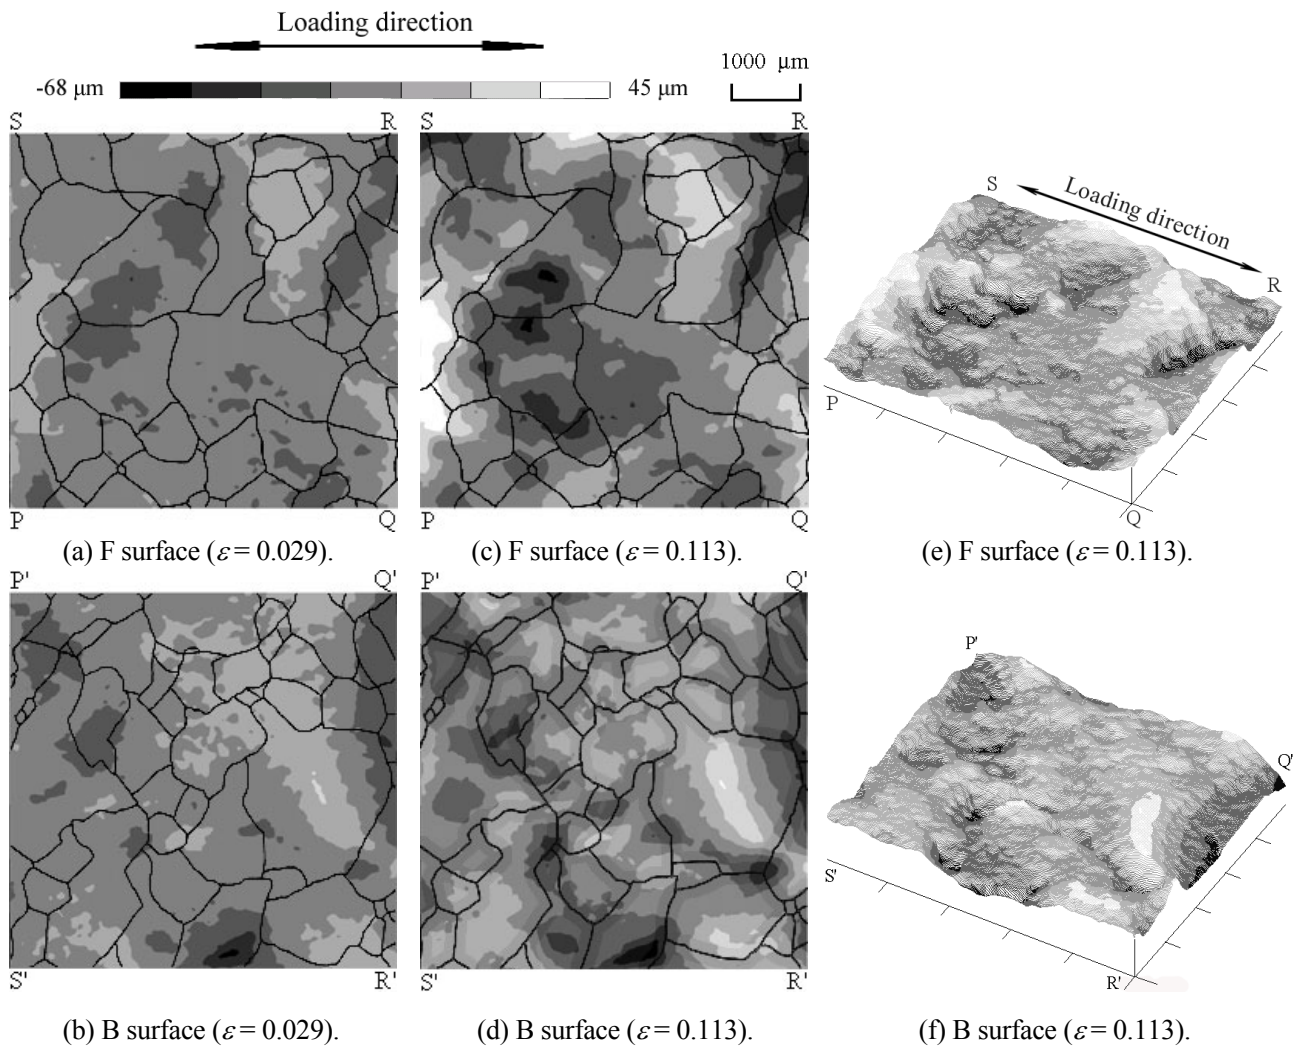 Loading direction
-68 μm
45 μm
1000 μm
S
R
S
R
P
Q
P
Q
S
Loading direction
R
P
Q
(a) F surface (ε = 0.029).
(c) F surface (ε = 0.113).
(e) F surface (ε = 0.113).
P'
Q'
P'
Q'
S'
R'
S'
R'
P'
Q'
S'
R'
(b) B surface (ε = 0.029).
(d) B surface (ε = 0.113).
(f) B surface (ε = 0.113).